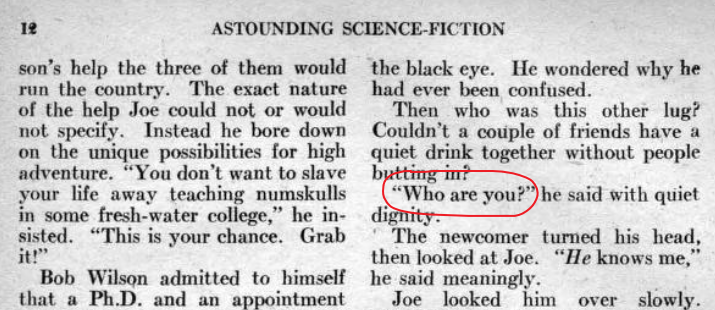 12
ASTOUNDING SCIENCE-FICTION
son's help the three of them would
run the country. The exact nature
of the help Joe could not or would
not specify. Instead he bore down
on the unique possibilities for high
adventure. “You don't want to slave
your life away teaching numskulls
in some fresh-water college,” he in-
sisted. “This is your chance. Grab
it!”
Bob Wilson admitted to himself
that a Ph.D. and an appointment
the black eye. He wondered why he
had ever been confused.
Then who was this other lug?
Couldn't a couple of friends have a
quiet drink together without people
butting in?
“Who are you?” he said with quiet
dignity.
The newcomer turned his head,
then looked at Joe. “He knows me,”
he said meaningly.
Joe looked him over slowly.